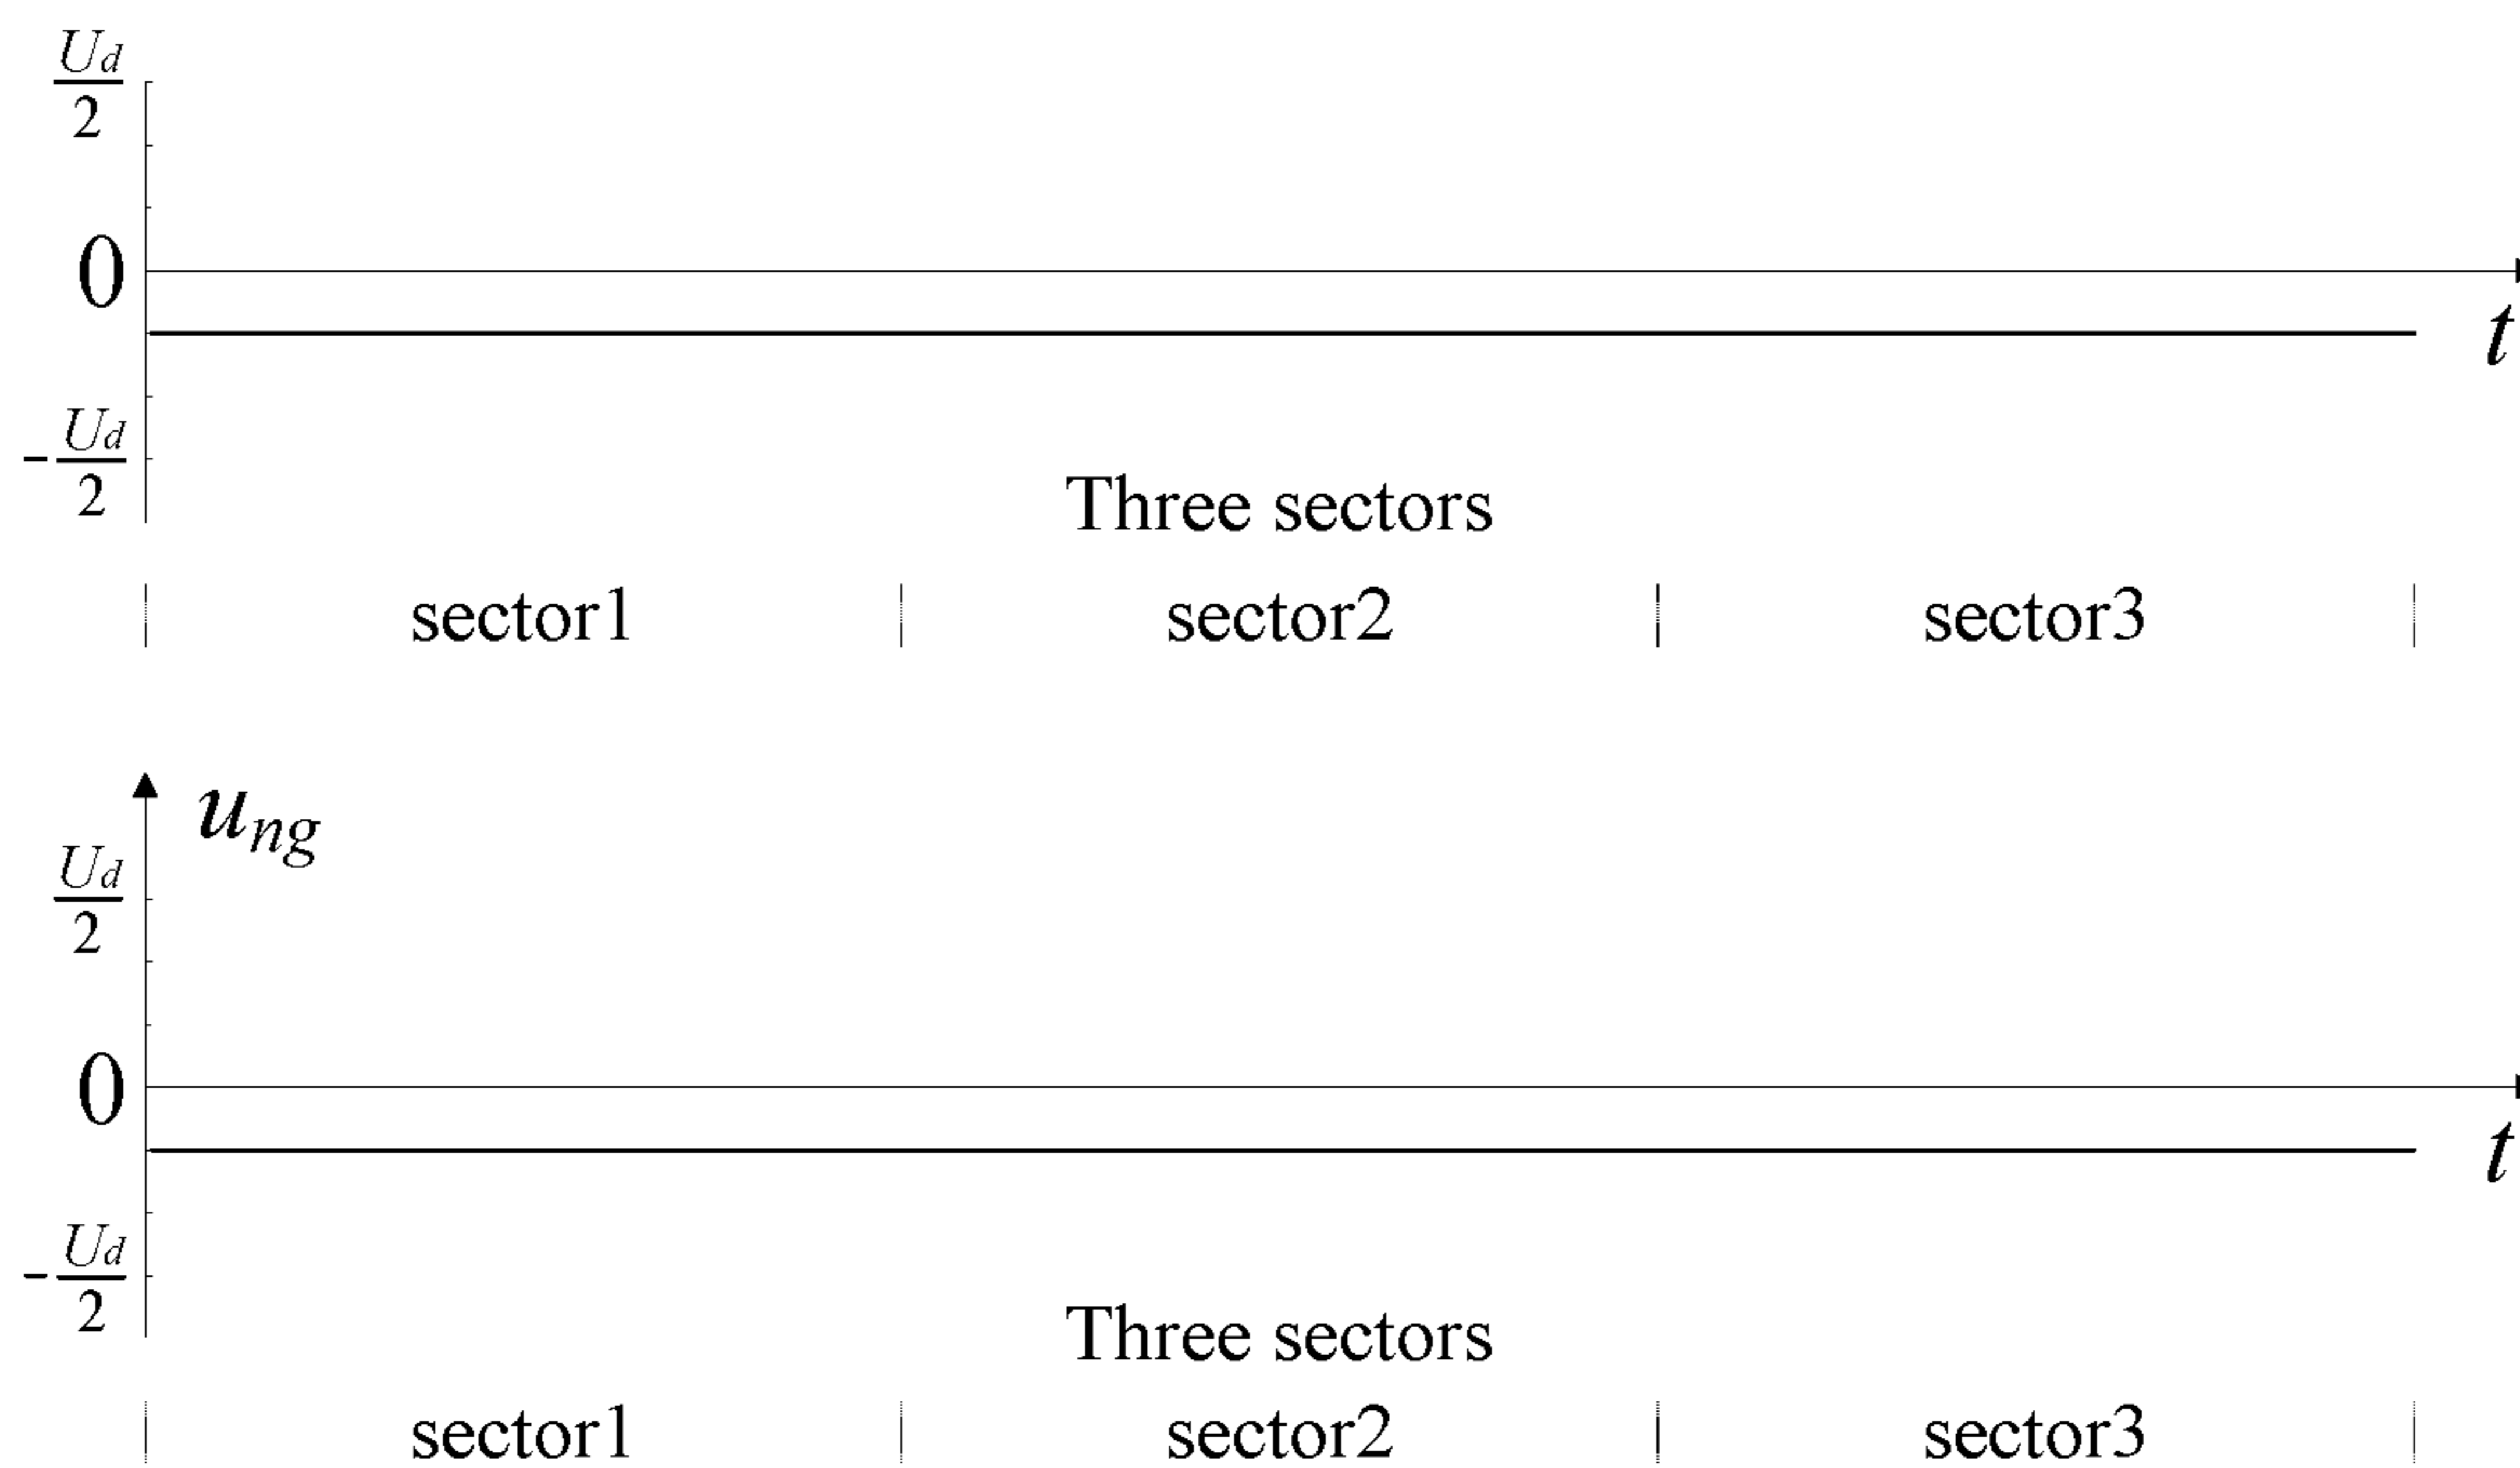 Ud
2
0
t
-Ud
2
Three sectors
sector1 sector2 sector3
ung
Ud
2
0
t
-Ud
2
Three sectors
sector1 sector2 sector3